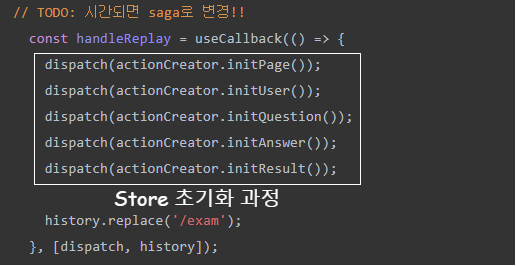 // TODO: 시간되면 saga로 변경!!
const handleReplay = useCallback(() => {
dispatch(actionCreator.initPage());
dispatch(actionCreator.initUser());
dispatch(actionCreator.initQuestion());
dispatch(actionCreator.initAnswer());
dispatch(actionCreator.initResult());
Store 초기화 과정
history.replace('/exam');
}, [dispatch, history]);